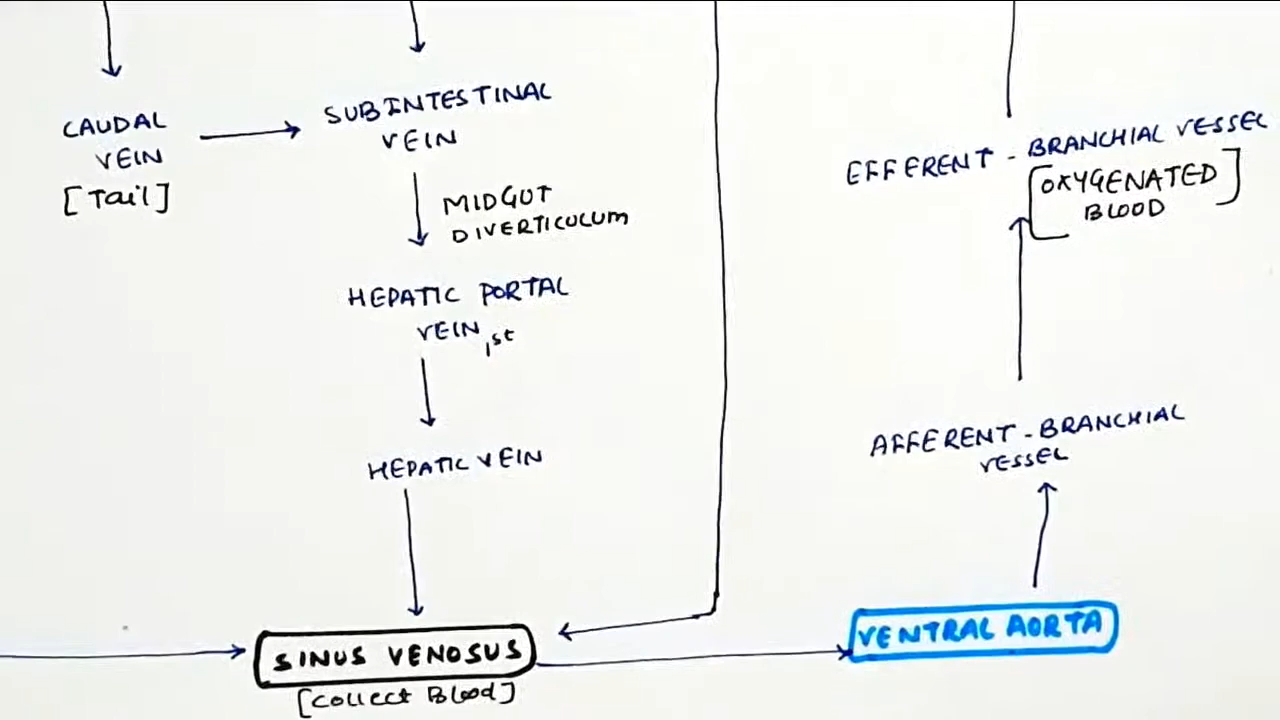 CAUDAL
VEIN
[Tail]
SUBINTESTINAL
VEIN
MIDGUT
DIVERTICULUM
HEPATIC PORTAL
VEIN 1st
HEPATIC VEIN
SINUS VENOSUS
[Collect Blood]
EFFERENT - BRANCHIAL VESSEL
[OXYGENATED
BLOOD]
AFFERENT - BRANCHIAL
VESSEL
VENTRAL AORTA